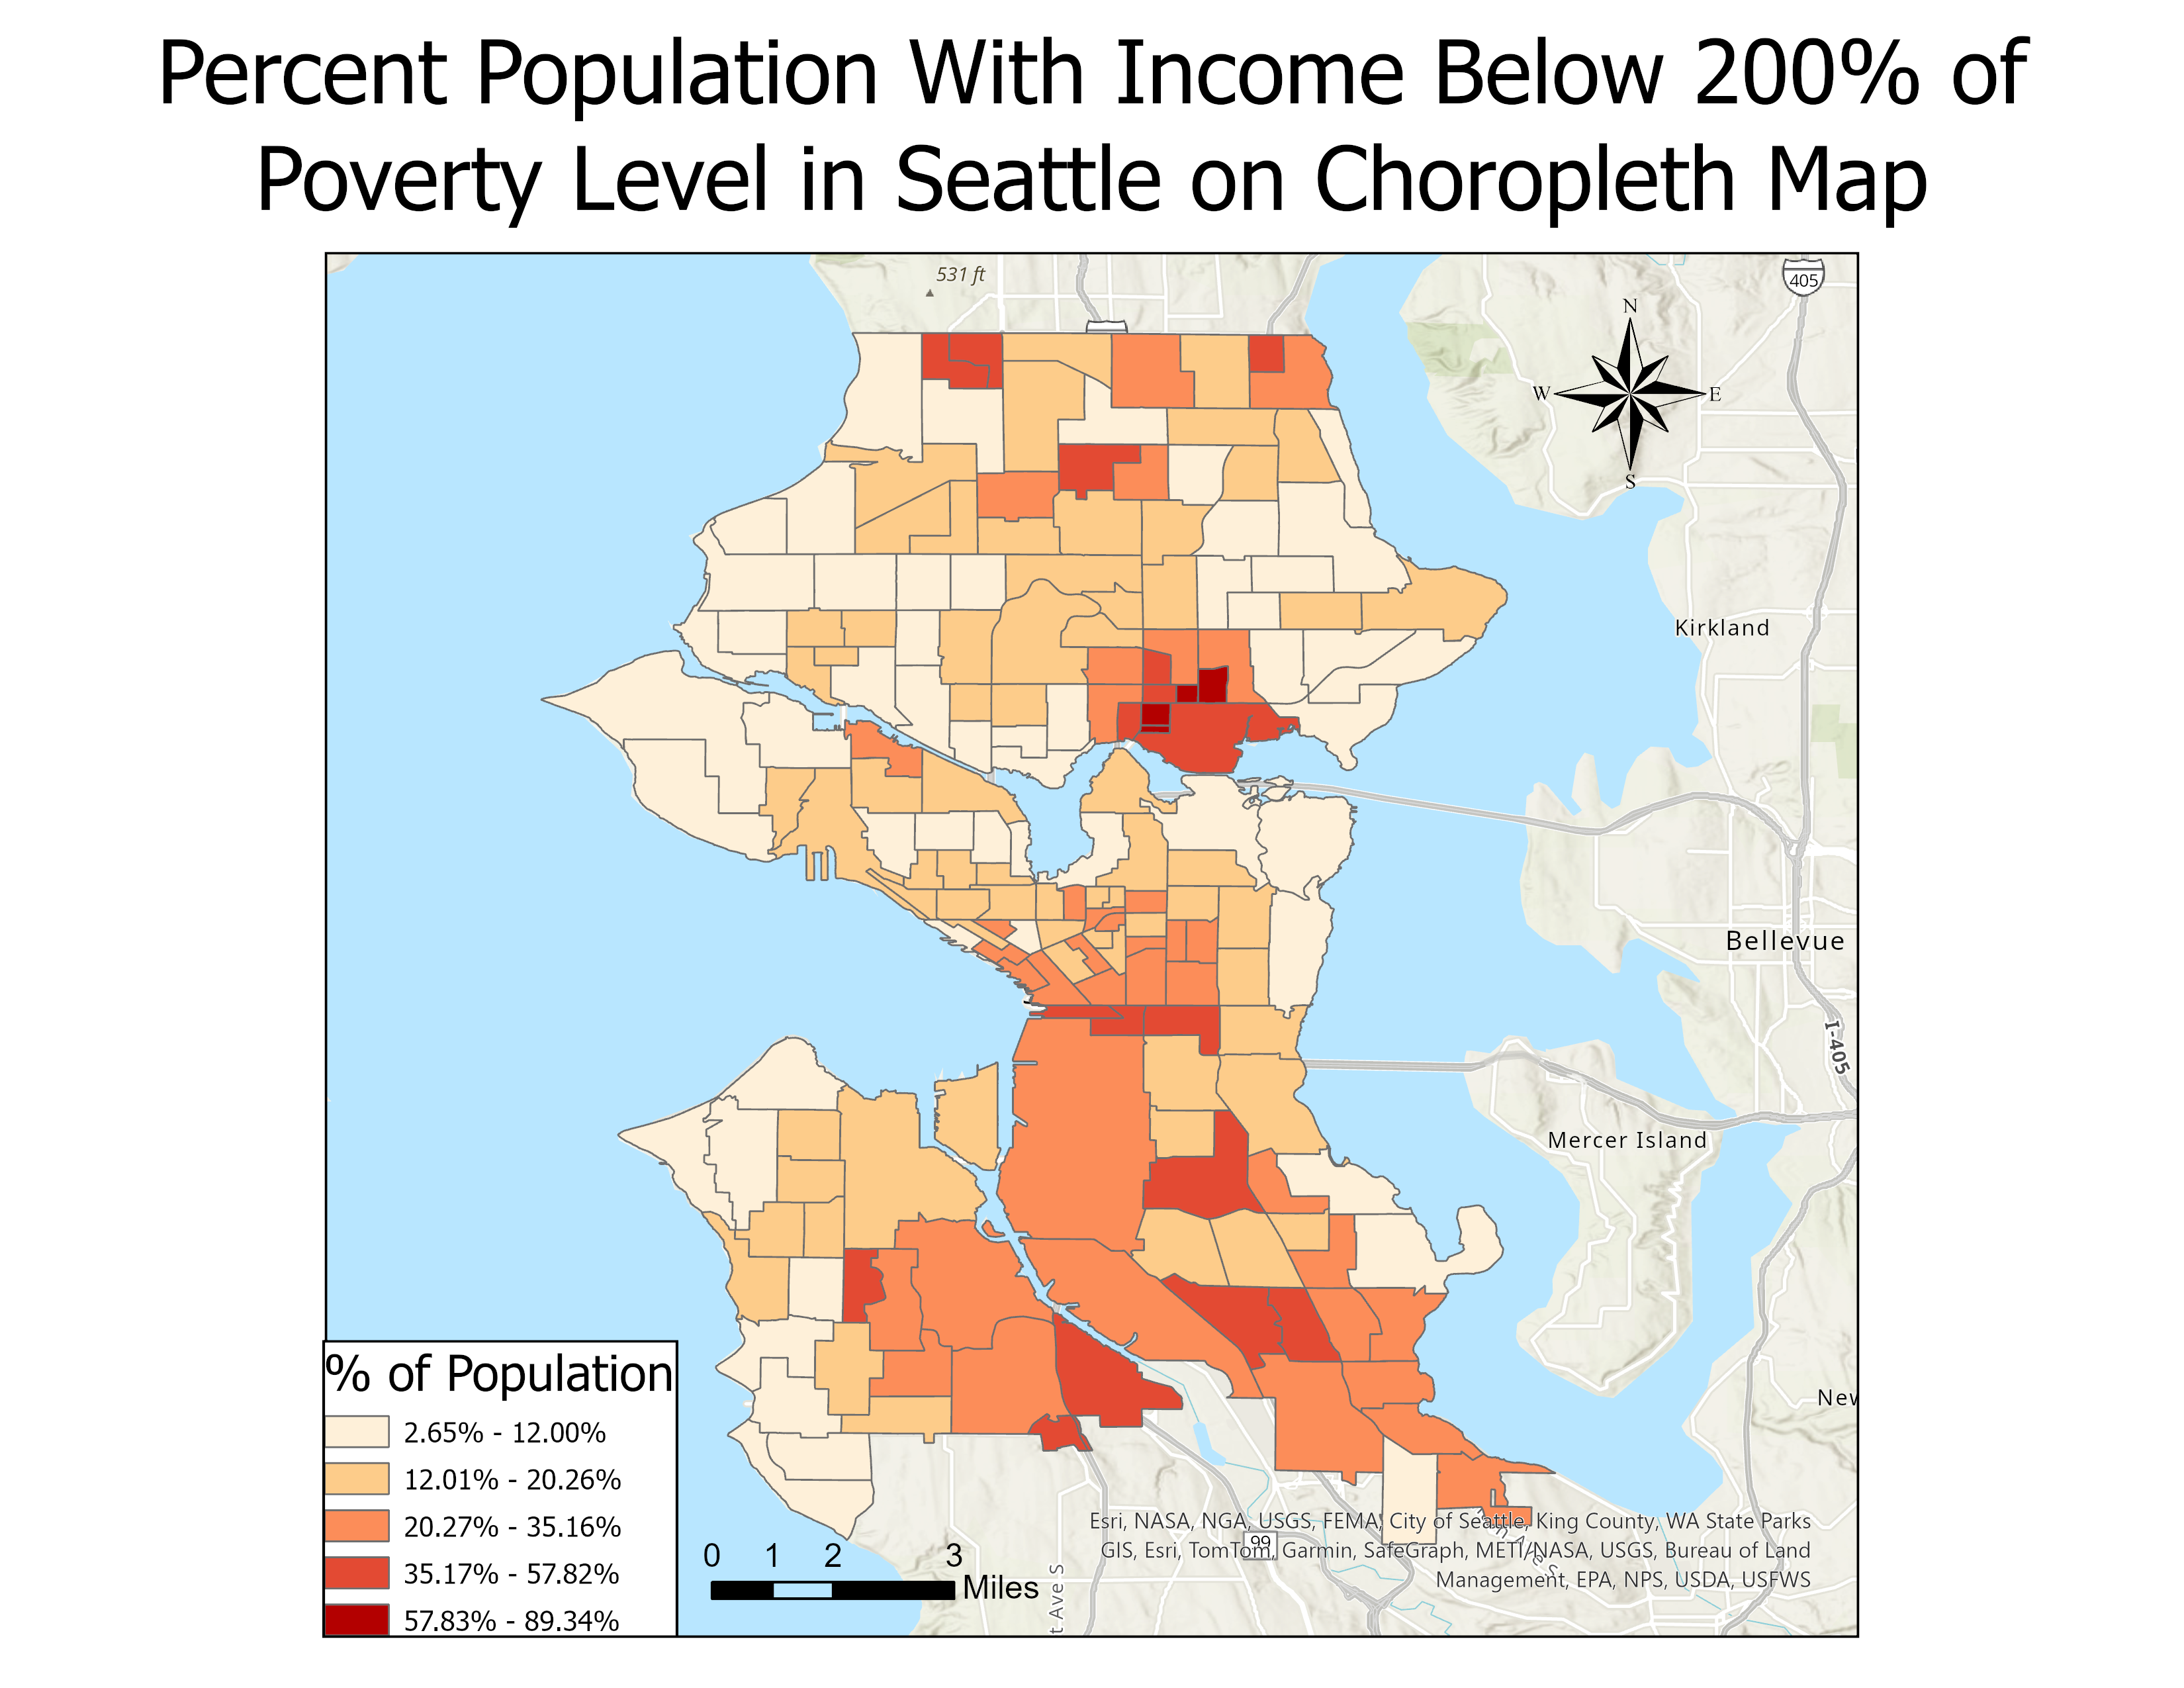 Percent Population With Income Below 200% of
Poverty Level in Seattle on Choropleth Map
531 ft
405
N
W
E
S
Kirkland
Bellevue
I-405
Mercer Island
New
% of Population
2.65% - 12.00%
12.01% - 20.26%
20.27% - 35.16%
35.17% - 57.82%
57.83% - 89.34%
0 1 2 3
Miles
t Ave S
99
Esri, NASA, NGA, USGS, FEMA, City of Seattle, King County, WA State Parks
GIS, Esri, TomTom, Garmin, SafeGraph, METI/NASA, USGS, Bureau of Land
Management, EPA, NPS, USDA, USFWS